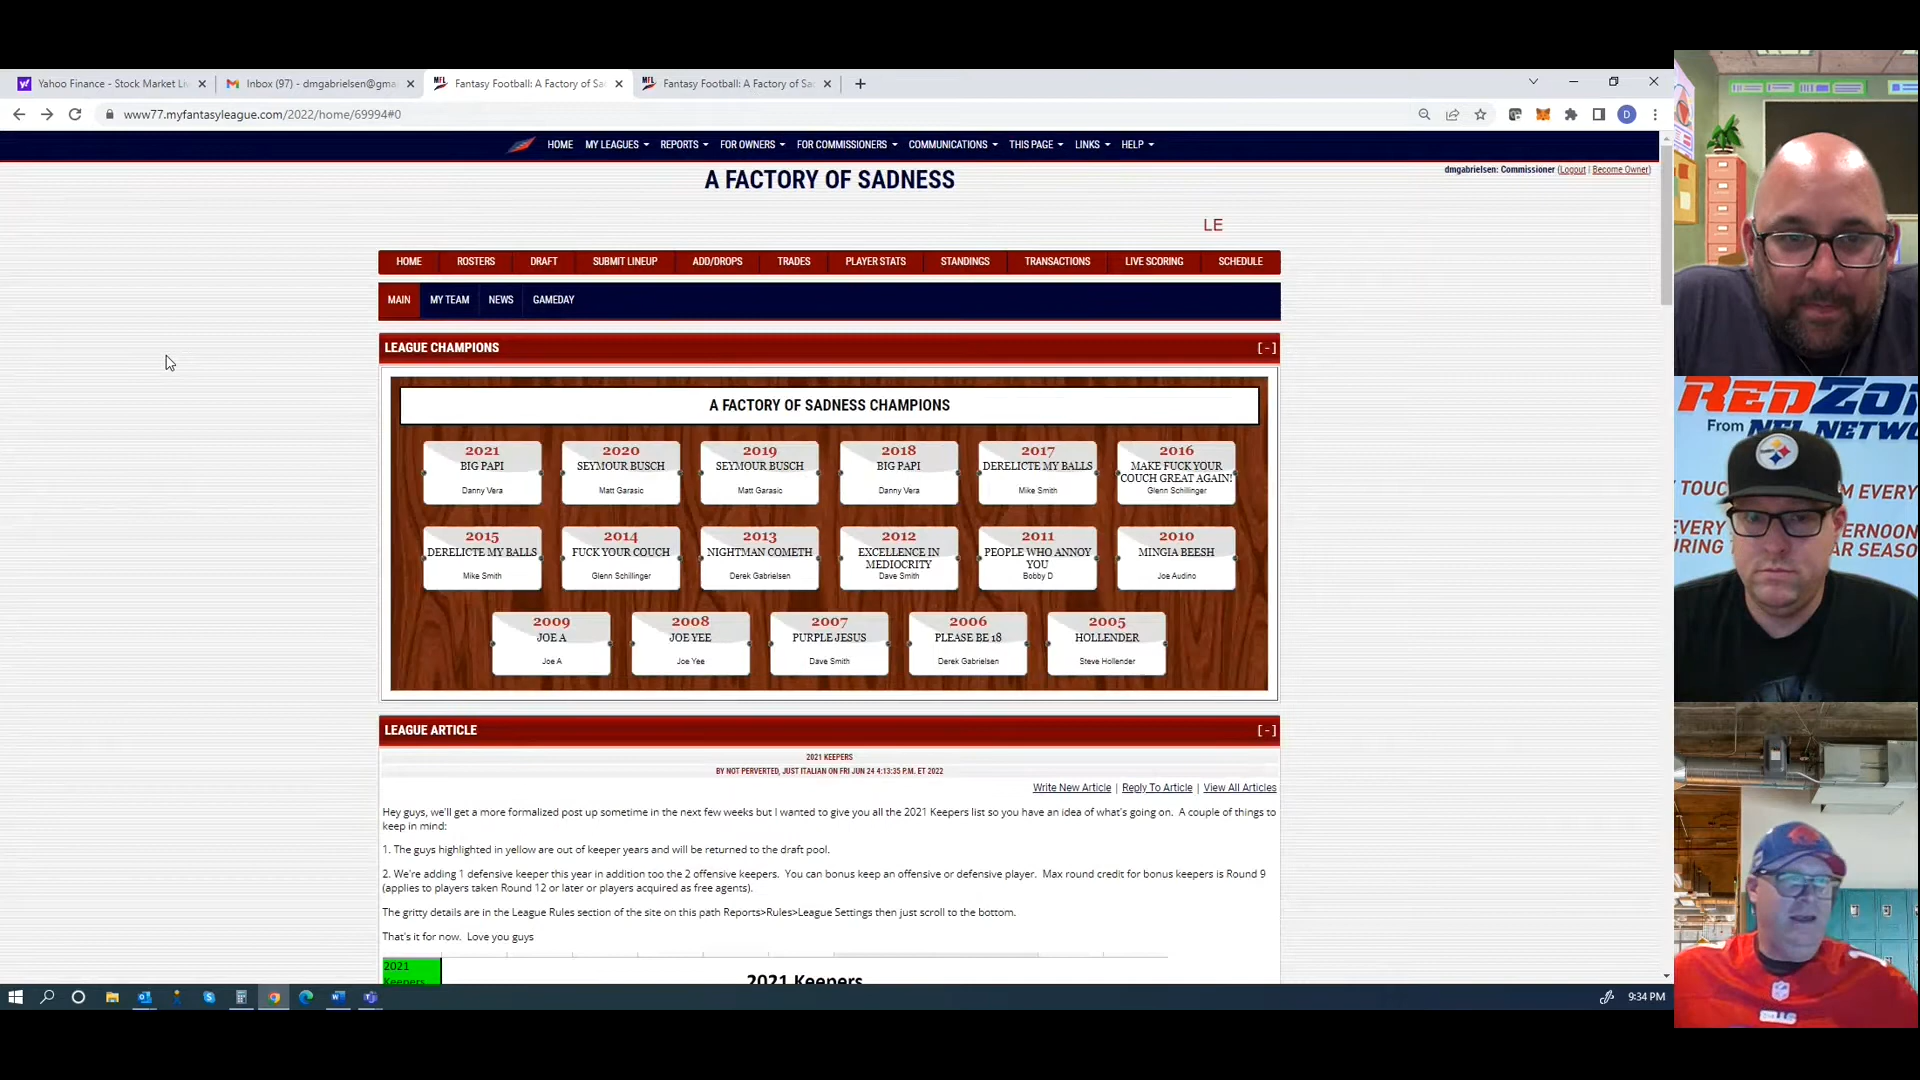 Yahoo Finance - Stock Market Li
Inbox (97) - dmgabrielsen@gma
MFL Fantasy Football: A Factory of Sa
MFL Fantasy Football: A Factory of Sa
www77.myfantasyleague.com/2022/home/69994#0
D
HOME MY LEAGUES REPORTS FOR OWNERS FOR COMMISSIONERS COMMUNICATIONS THIS PAGE LINKS HELP
dmgabrielsen: Commissioner (Logout | Become Owner)
A FACTORY OF SADNESS
LE
HOME ROSTERS DRAFT SUBMIT LINEUP ADD/DROPS TRADES PLAYER STATS STANDINGS TRANSACTIONS LIVE SCORING SCHEDULE
MAIN MY TEAM NEWS GAMEDAY
LEAGUE CHAMPIONS [-]
A FACTORY OF SADNESS CHAMPIONS
2021
BIG PAPI
Danny Vera
2020
SEYMOUR BUSCH
Matt Garasic
2019
SEYMOUR BUSCH
Matt Garasic
2018
BIG PAPI
Danny Vera
2017
DERELICTE MY BALLS
Mike Smith
2016
MAKE FUCK YOUR
COUCH GREAT AGAIN!
Glenn Schillinger
2015
DERELICTE MY BALLS
Mike Smith
2014
FUCK YOUR COUCH
Glenn Schillinger
2013
NIGHTMAN COMETH
Derek Gabrielsen
2012
EXCELLENCE IN
MEDIOCRITY
Dave Smith
2011
PEOPLE WHO ANNOY
YOU
Bobby D
2010
MINGIA BEESH
Joe Audino
2009
JOE A
Joe A
2008
JOE YEE
Joe Yee
2007
PURPLE JESUS
Dave Smith
2006
PLEASE BE 18
Derek Gabrielsen
2005
HOLLENDER
Steve Hollender
LEAGUE ARTICLE [-]
2021 KEEPERS
BY NOT PERVERTED, JUST ITALIAN ON FRI JUN 24 4:13:35 P.M. ET 2022
Write New Article | Reply To Article | View All Articles
Hey guys, we'll get a more formalized post up sometime in the next few weeks but I wanted to give you all the 2021 Keepers list so you have an idea of what's going on. A couple of things to
keep in mind:
1. The guys highlighted in yellow are out of keeper years and will be returned to the draft pool.
2. We're adding 1 defensive keeper this year in addition too the 2 offensive keepers. You can bonus keep an offensive or defensive player. Max round credit for bonus keepers is Round 9
(applies to players taken Round 12 or later or players acquired as free agents).
The gritty details are in the League Rules section of the site on this path Reports>Rules>League Settings then just scroll to the bottom.
That's it for now. Love you guys
2021
Keepers
2021 Keepers
9:34 PM
REDZON
From NFL NETWO
TOUC M EVERY
EVERY ERNOON
URING T AR SEASO